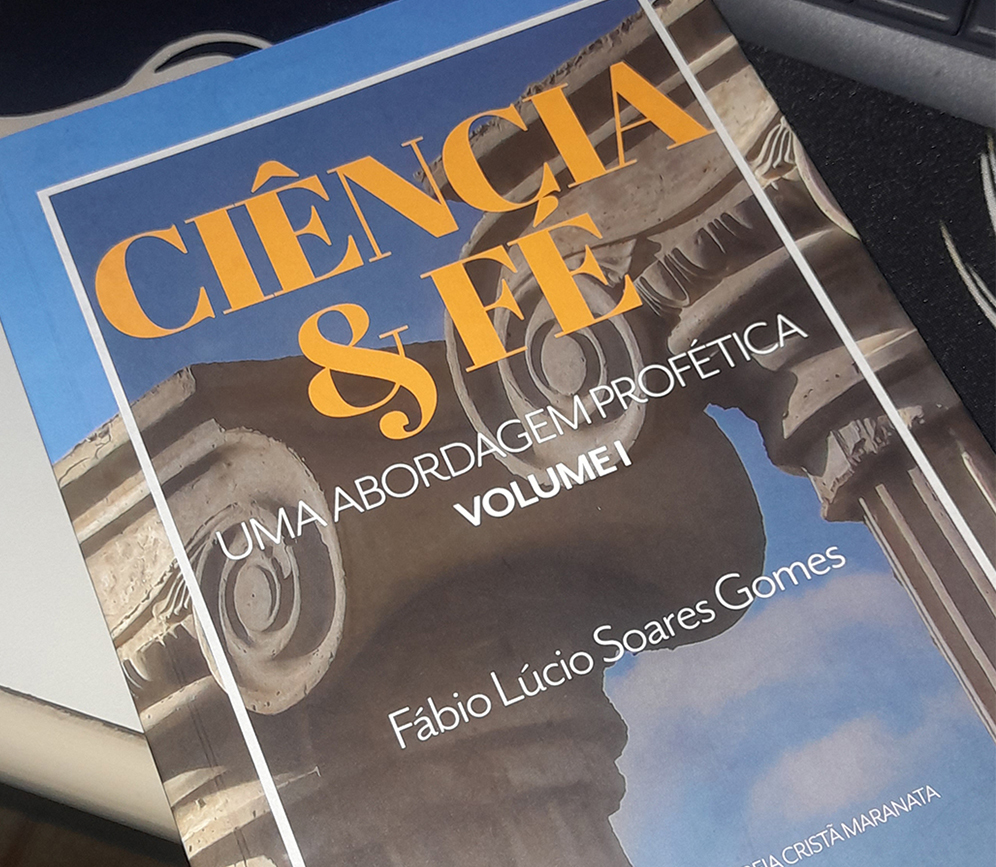 CIÊNCIA
& FÉ
UMA ABORDAGEM PROFÉTICA
VOLUME I
Fábio Lúcio Soares Gomes
CRISTÃ MARANATA